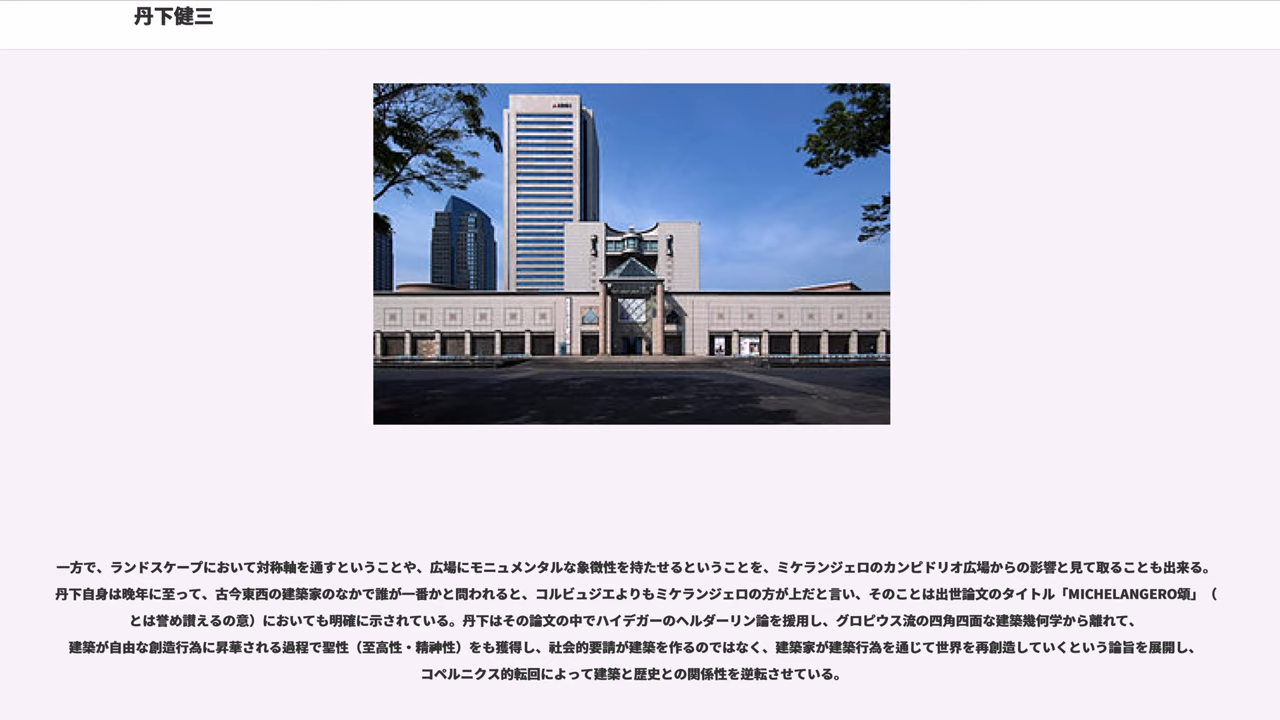 丹下健三
一方で、ランドスケープにおいて対称軸を通すということや、広場にモニュメンタルな象徴性を持たせるということを、ミケランジェロのカンピドリオ広場からの影響と見て取ることも出来る。
丹下自身は晩年に至って、古今東西の建築家のなかで誰が一番かと問われると、コルビュジエよりもミケランジェロの方が上だと言い、そのことは出世論文のタイトル「MICHELANGERO頌」（
とは誉め讃えるの意）においても明確に示されている。丹下はその論文の中でハイデガーのヘルダーリン論を援用し、グロピウス流の四角四面な建築幾何学から離れて、
建築が自由な創造行為に昇華される過程で聖性（至高性・精神性）をも獲得し、社会的要請が建築を作るのではなく、建築家が建築行為を通じて世界を再創造していくという論旨を展開し、
コペルニクス的転回によって建築と歴史との関係性を逆転させている。